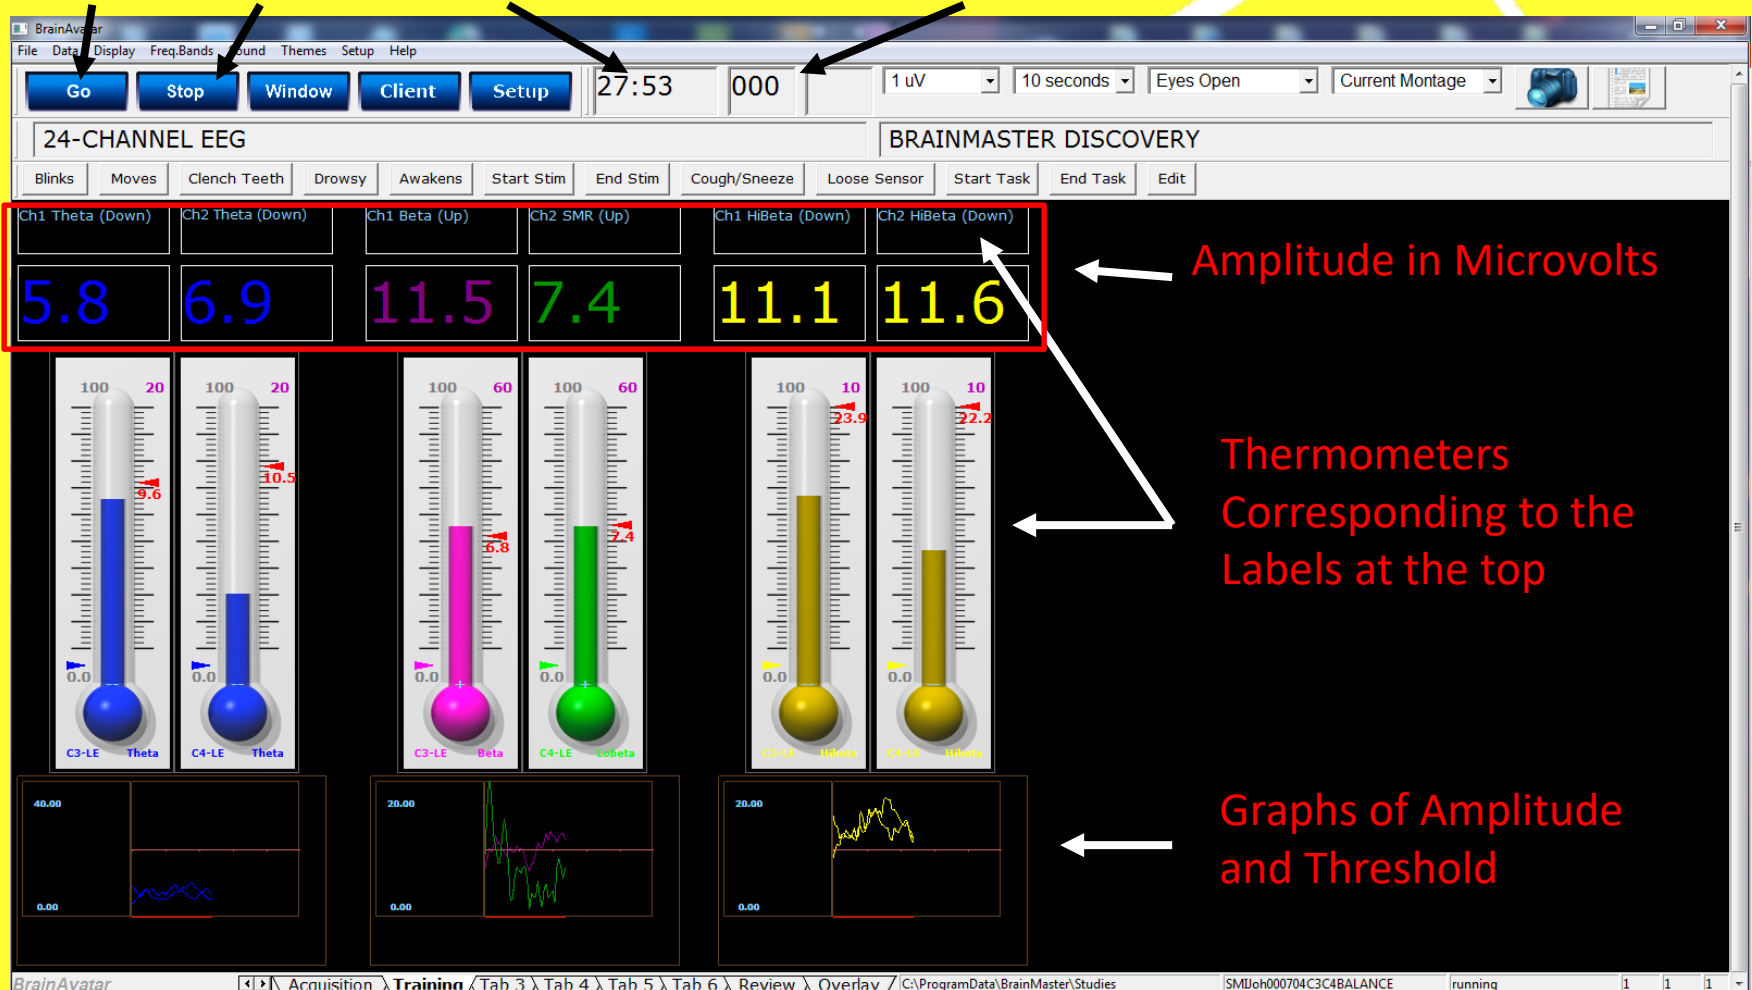 BrainAvatar
File Data Display Freq.Bands Sound Themes Setup Help
Go Stop Window Client Setup 27:53 000 1 uV 10 seconds Eyes Open Current Montage
24-CHANNEL EEG BRAINMASTER DISCOVERY
Blinks Moves Clench Teeth Drowsy Awakens Start Stim End Stim Cough/Sneeze Loose Sensor Start Task End Task Edit
Ch1 Theta (Down) Ch2 Theta (Down) Ch1 Beta (Up) Ch2 SMR (Up) Ch1 HiBeta (Down) Ch2 HiBeta (Down)
5.8 6.9 11.5 7.4 11.1 11.6
Amplitude in Microvolts
100 20 100 20 100 60 100 60 100 10 100 10
23.9 22.2
10.5
9.6
7.4
6.8
0.0 0.0 0.0 0.0 0.0 0.0
C3-LE Theta C4-LE Theta C3-LE Beta C4-LE Lobeta C3-LE Hibeta C4-LE Hibeta
Thermometers
Corresponding to the
Labels at the top
40.00 20.00 20.00
0.00 0.00 0.00
Graphs of Amplitude
and Threshold
BrainAvatar Acquisition Training Tab 3 Tab 4 Tab 5 Tab 6 Review Overlay C:\ProgramData\BrainMaster\Studies running 1 1 1